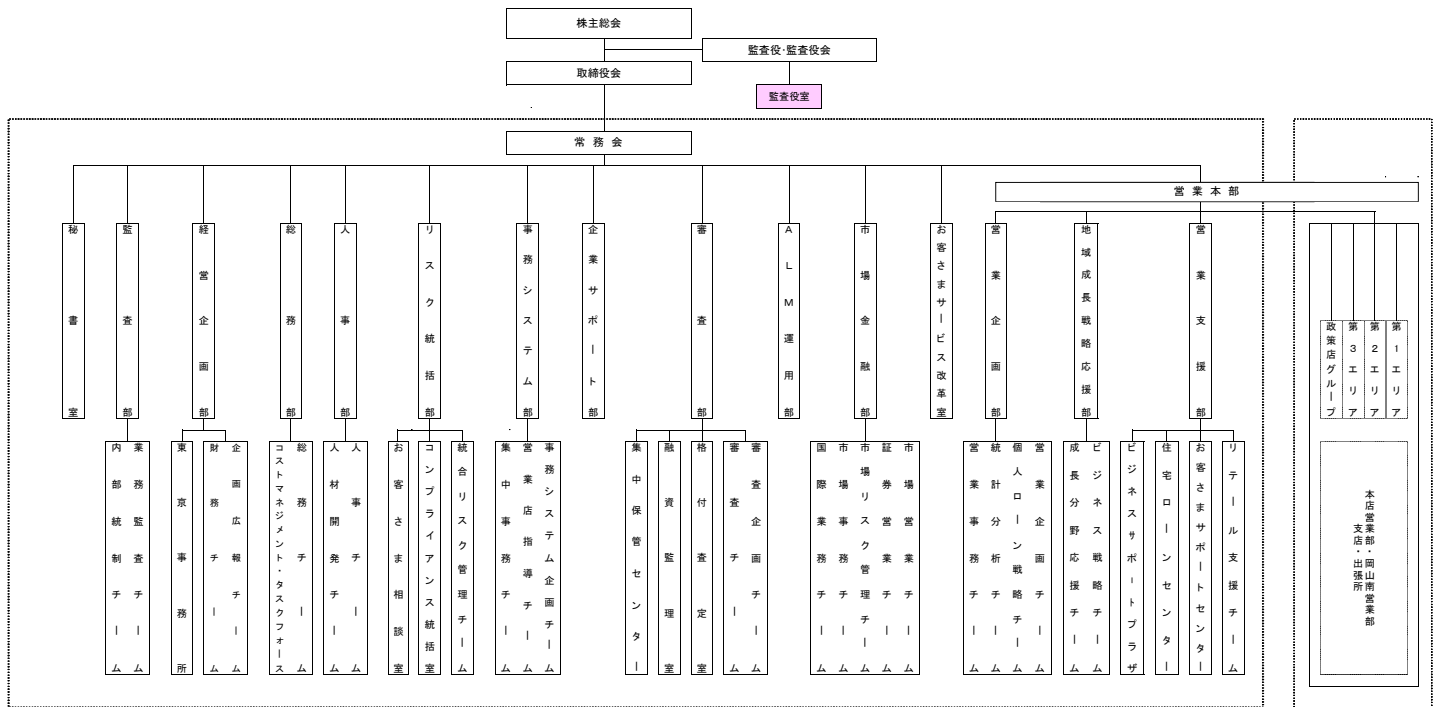 株主総会
監査役・監査役会
取締役会
監査役室
常務会
営業本部
秘書室
監査部
経営企画部
総務部
人事部
リスク統括部
事務システム部
企業サポート部
審査部
ALM運用部
市場金融部
お客さまサービス改革室
営業企画部
地域成長戦略応援部
営業支援部
政策店グループ
第3エリア
第2エリア
第1エリア
内部統制チーム
業務監査チーム
東京事務所
財務チーム
企画広報チーム
コストマネジメント・タスクフォース
総務チーム
人材開発チーム
人事チーム
お客さま相談室
コンプライアンス統括室
統合リスク管理チーム
集中事務チーム
営業店指導チーム
事務システム企画チーム
集中保管センター
融資監理室
格付査定室
審査チーム
審査企画チーム
国際業務チーム
市場事務チーム
市場リスク管理チーム
証券営業チーム
市場営業チーム
営業事務チーム
統計分析チーム
個人ローン戦略チーム
営業企画チーム
成長分野応援チーム
ビジネス戦略チーム
ビジネスサポートプラザ
住宅ローンセンター
お客さまサポートセンター
リテール支援チーム
本店営業部・岡山南営業部
支店・出張所